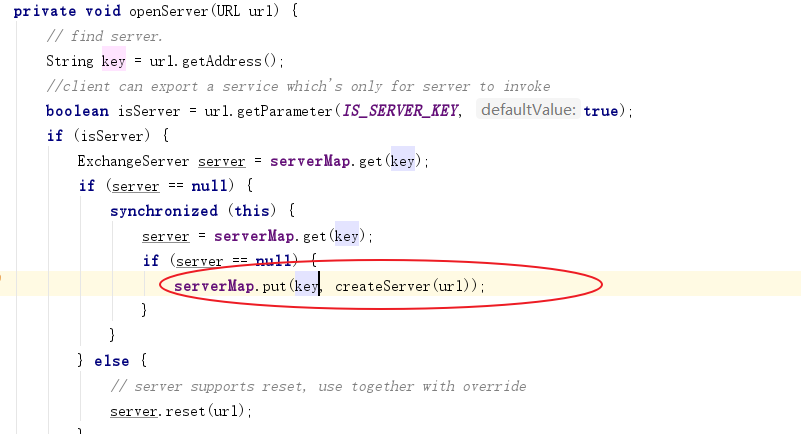 private void openServer(URL url) {
// find server.
String key = url.getAddress();
//client can export a service which's only for server to invoke
boolean isServer = url.getParameter(IS_SERVER_KEY, defaultValue: true);
if (isServer) {
ExchangeServer server = serverMap.get(key);
if (server == null) {
synchronized (this) {
server = serverMap.get(key);
if (server == null) {
serverMap.put(key, createServer(url));
}
}
} else {
// server supports reset, use together with override
server.reset(url);
}